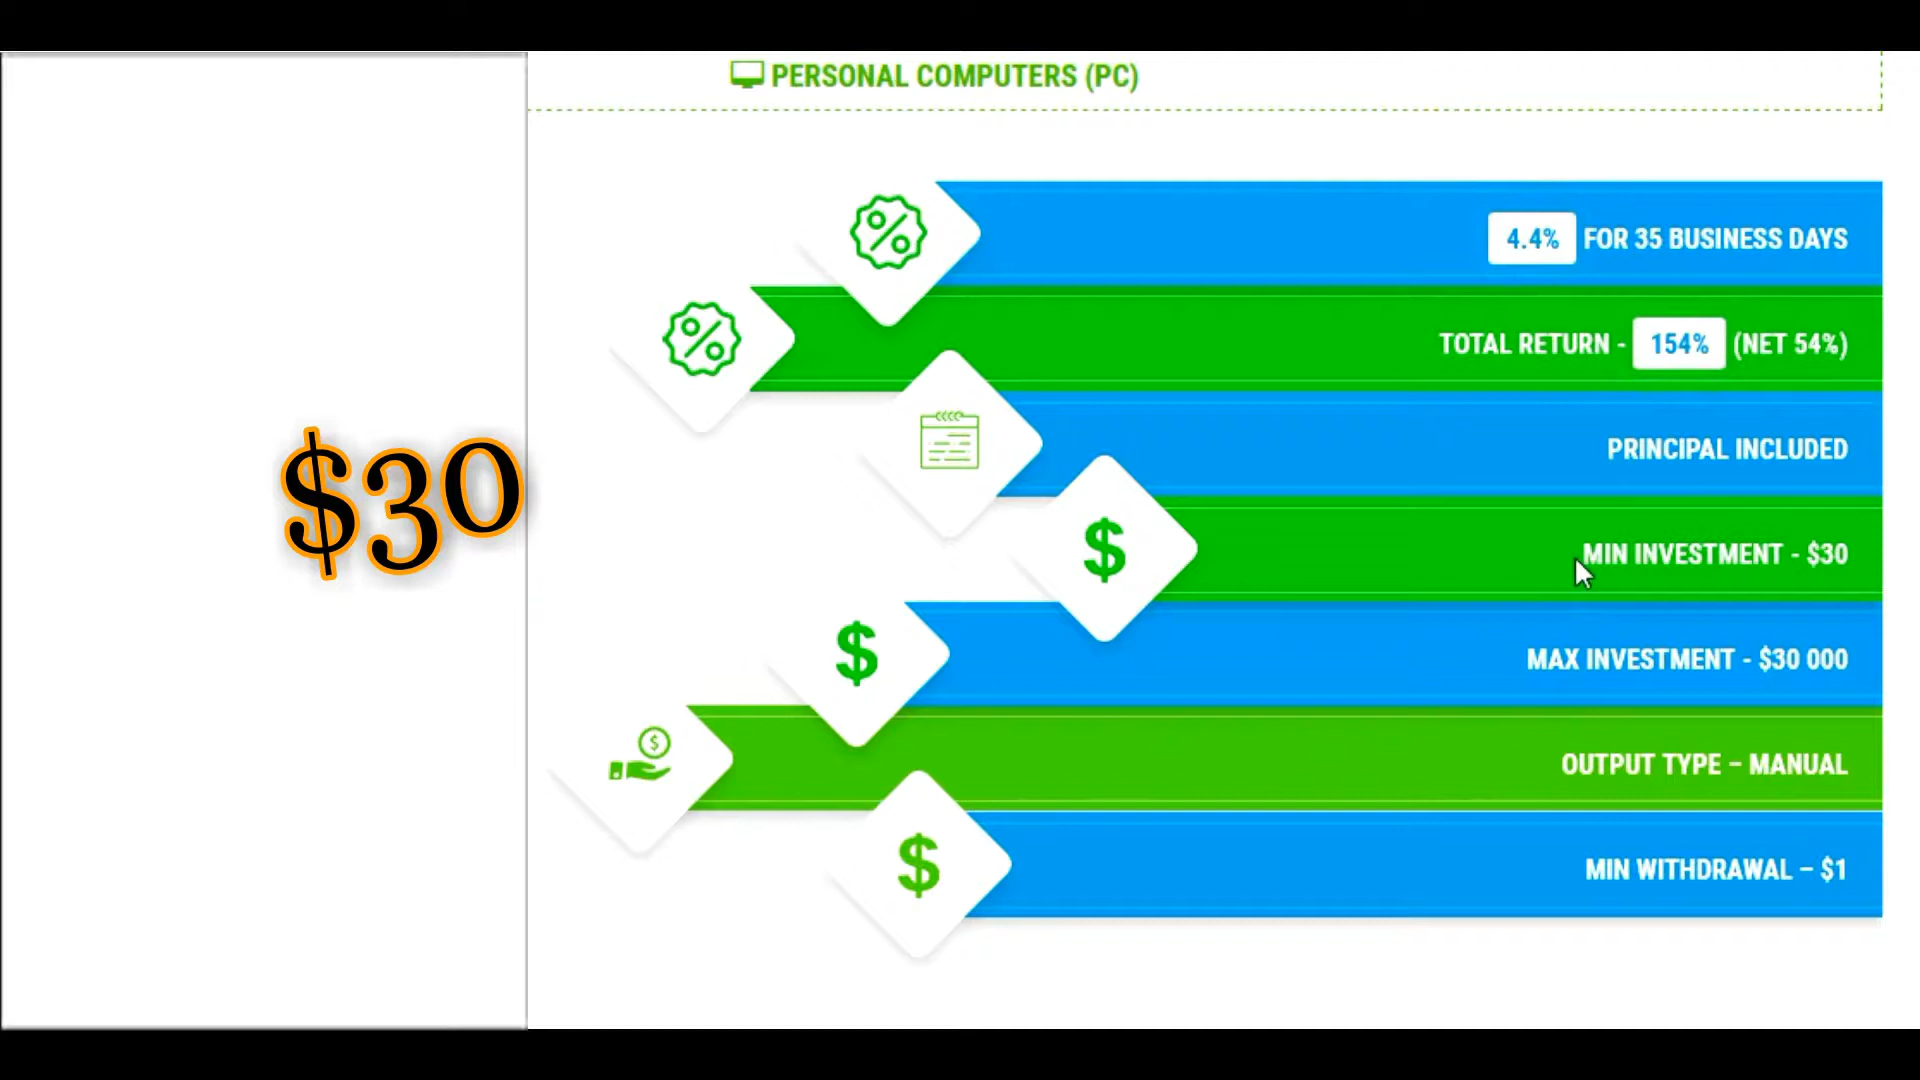 PERSONAL COMPUTERS (PC)
4.4% FOR 35 BUSINESS DAYS
TOTAL RETURN - 154% (NET 54%)
PRINCIPAL INCLUDED
$30
MIN INVESTMENT - $30
MAX INVESTMENT - $30 000
OUTPUT TYPE – MANUAL
MIN WITHDRAWAL – $1